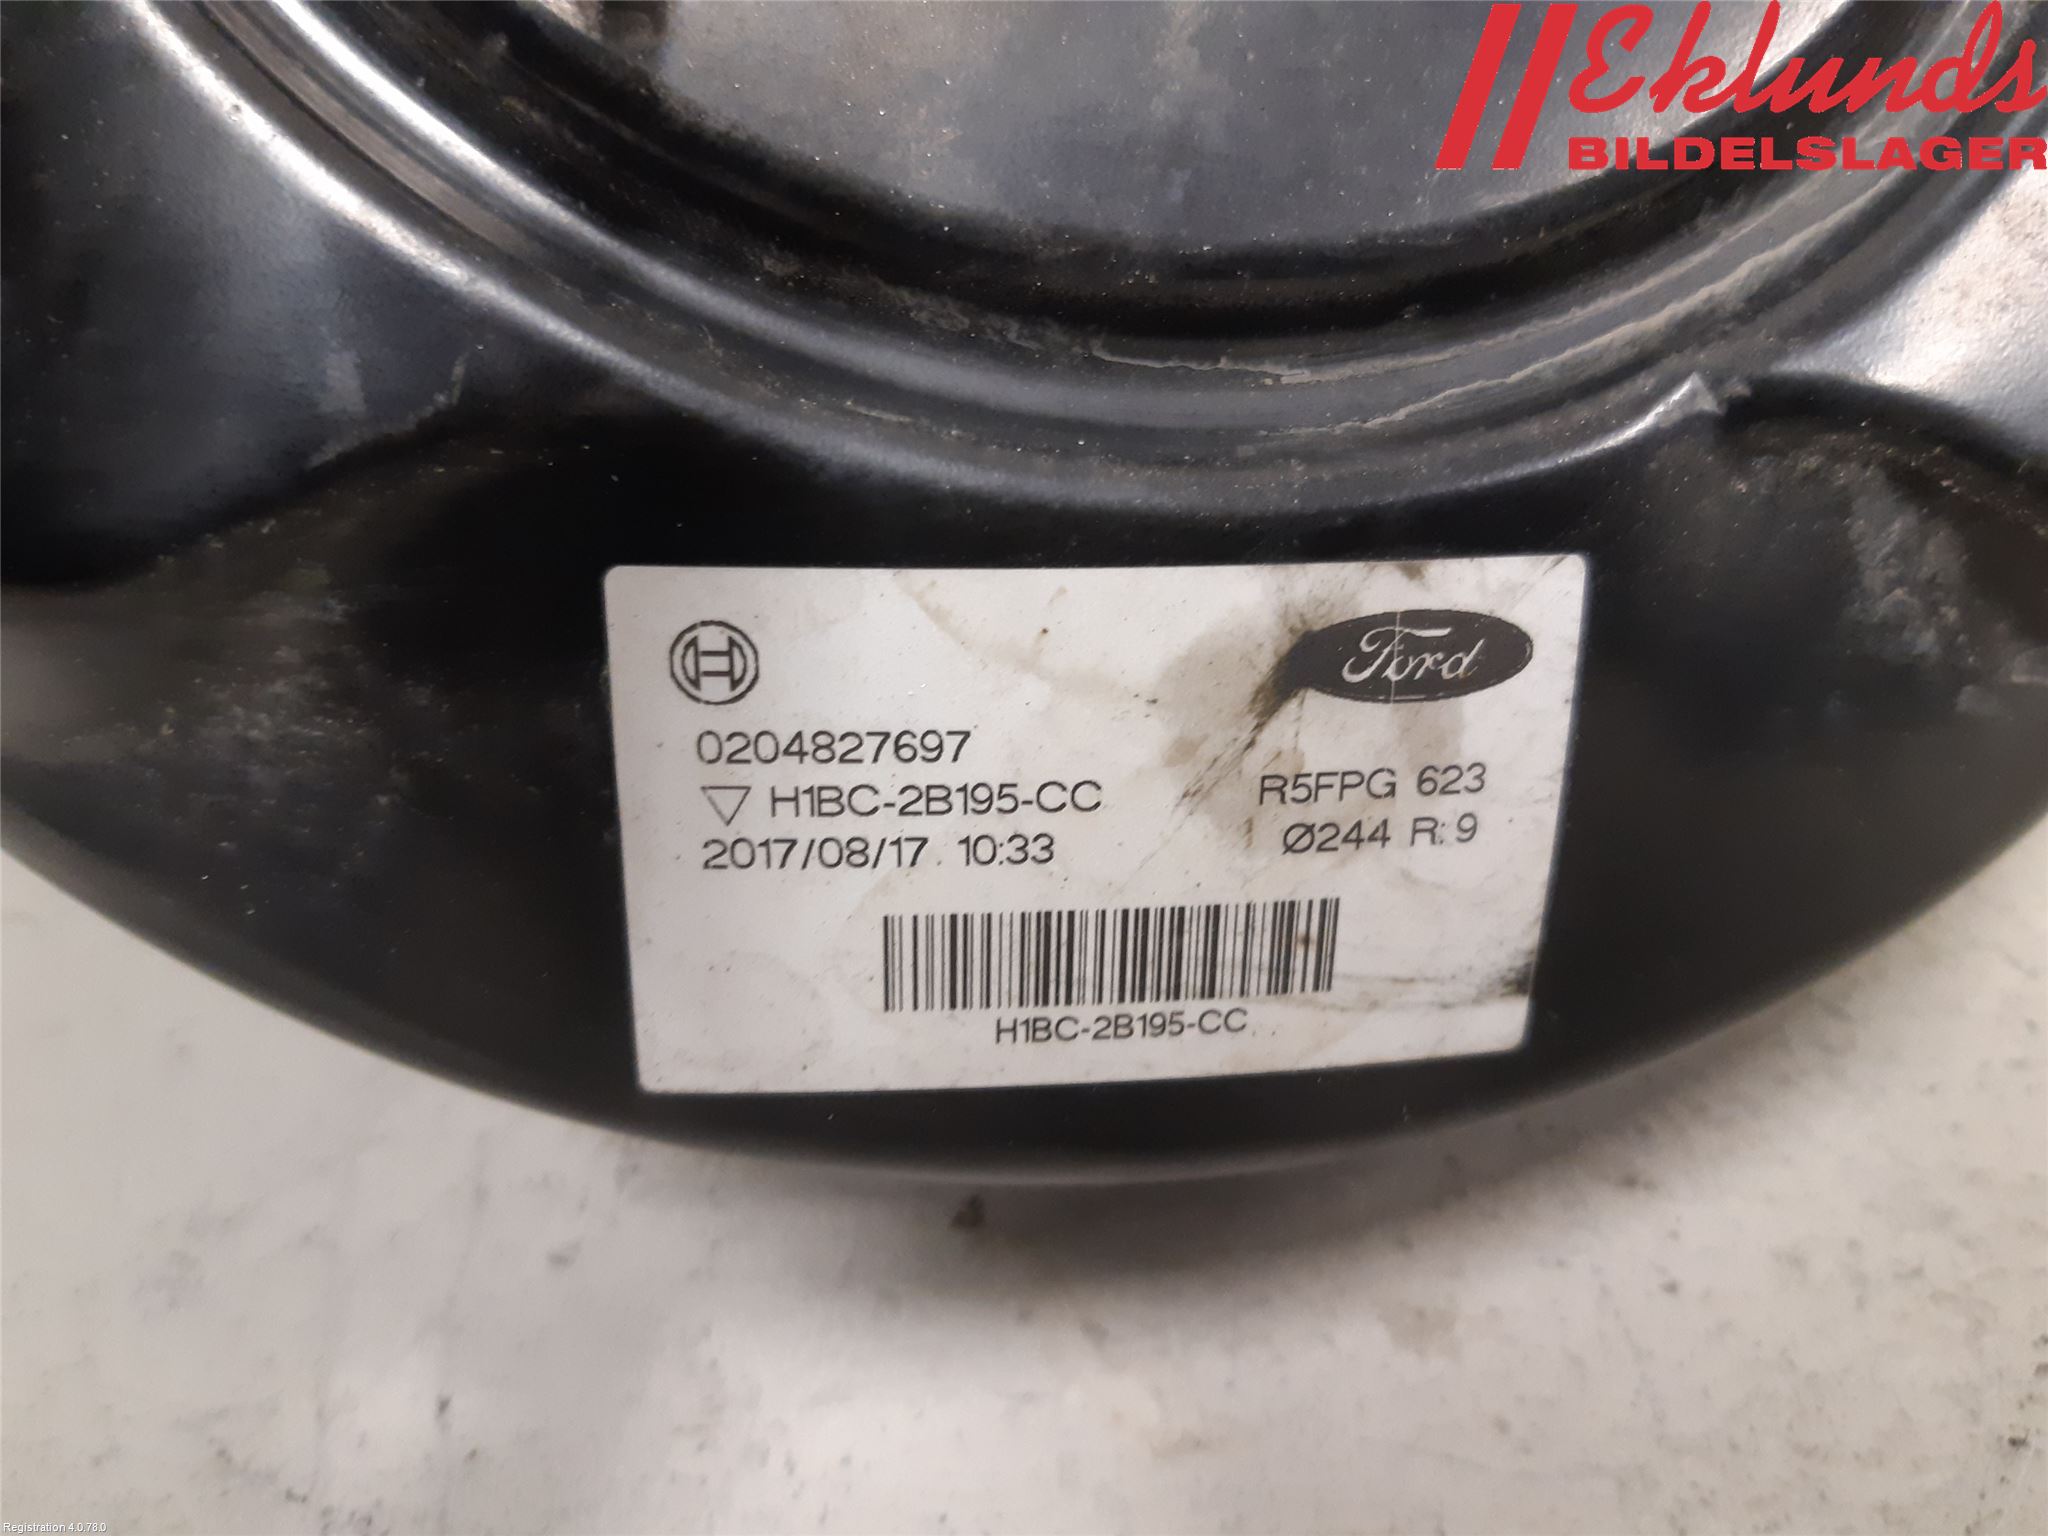 Eklunds
BILDELSLAGER
Ford
0204827697
▽ H1BC-2B195-CC
2017/08/17 10:33
R5FPG 623
Ø244 R:9
H1BC-2B195-CC
Registration 4.0.78.0